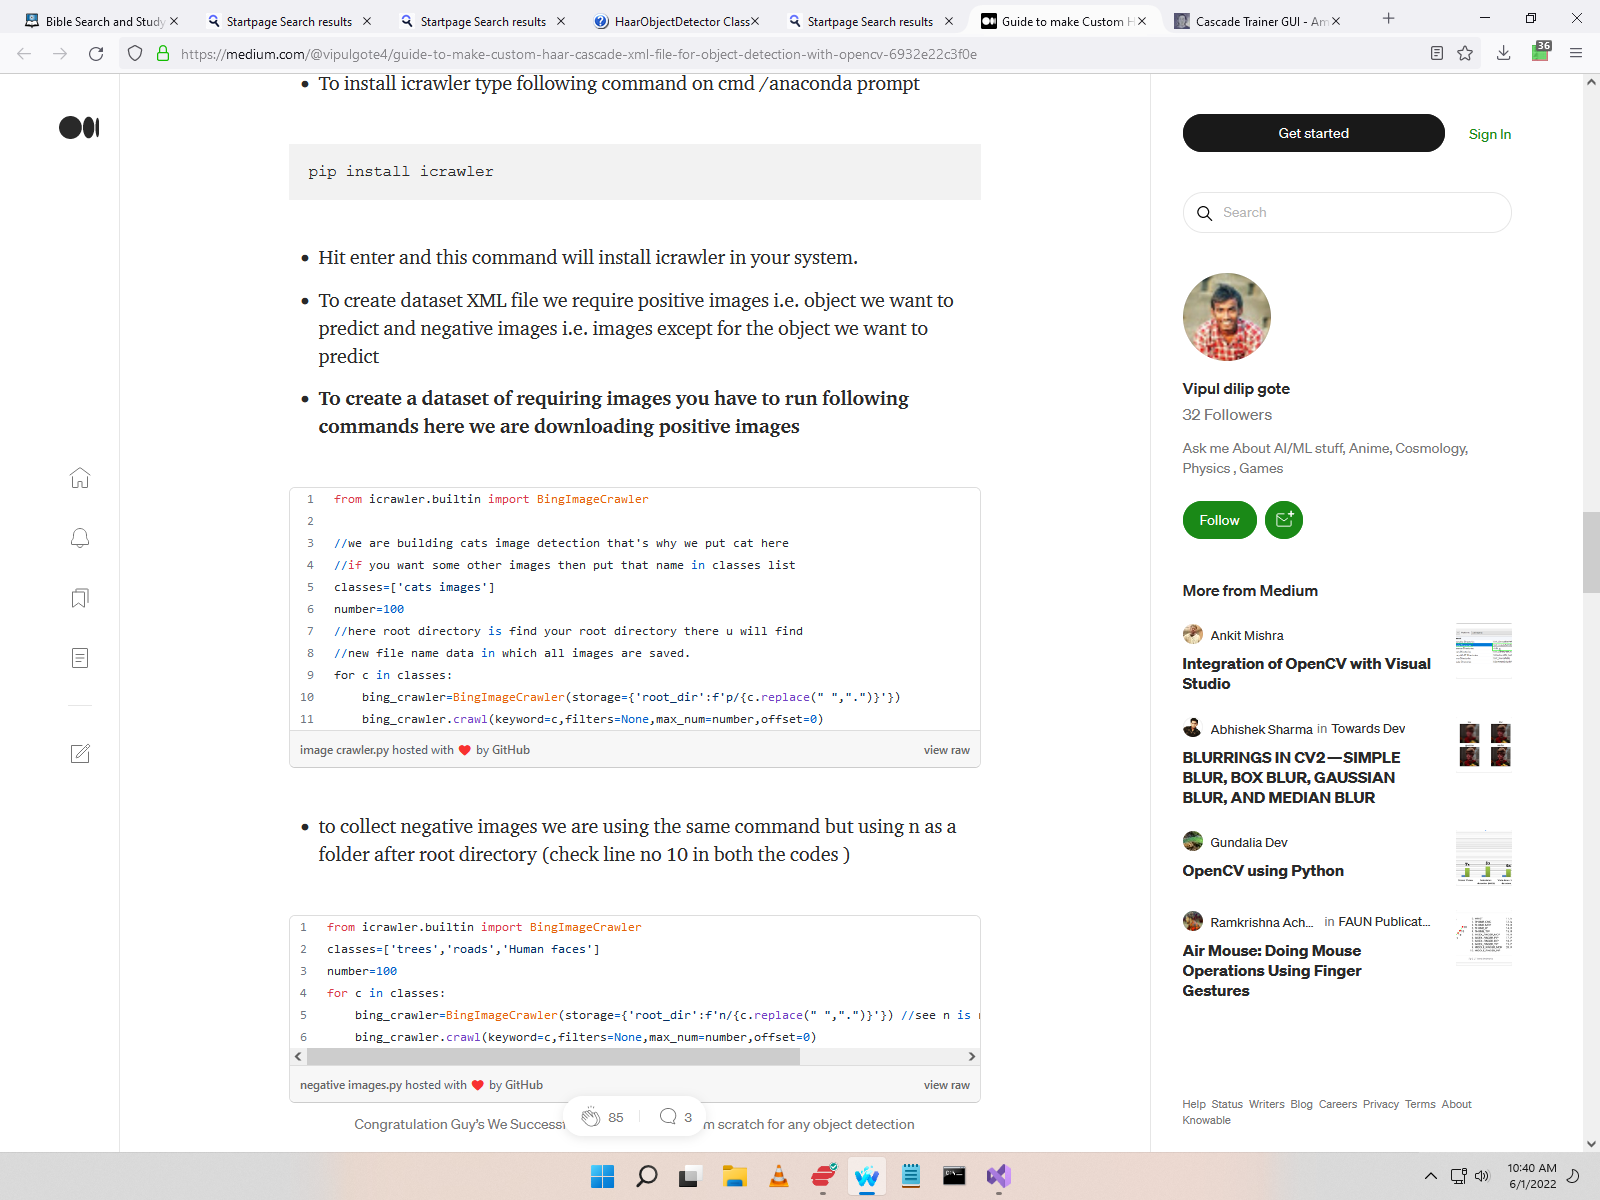 Bible Search and Study
Startpage Search results
Startpage Search results
HaarObjectDetector Class
Startpage Search results
Guide to make Custom H
Cascade Trainer GUI - Am
https://medium.com/@vipulgote4/guide-to-make-custom-haar-cascade-xml-file-for-object-detection-with-opencv-6932e22c3f0e
36
• To install icrawler type following command on cmd /anaconda prompt
pip install icrawler
• Hit enter and this command will install icrawler in your system.
• To create dataset XML file we require positive images i.e. object we want to
predict and negative images i.e. images except for the object we want to
predict
• To create a dataset of requiring images you have to run following
commands here we are downloading positive images
1 from icrawler.builtin import BingImageCrawler
2
3 //we are building cats image detection that's why we put cat here
4 //if you want some other images then put that name in classes list
5 classes=['cats images']
6 number=100
7 //here root directory is find your root directory there u will find
8 //new file name data in which all images are saved.
9 for c in classes:
10 bing_crawler=BingImageCrawler(storage={'root_dir':f'p/{c.replace(" ",".")}'})
11 bing_crawler.crawl(keyword=c,filters=None,max_num=number,offset=0)
image crawler.py hosted with ❤ by GitHub view raw
• to collect negative images we are using the same command but using n as a
folder after root directory (check line no 10 in both the codes )
1 from icrawler.builtin import BingImageCrawler
2 classes=['trees','roads','Human faces']
3 number=100
4 for c in classes:
5 bing_crawler=BingImageCrawler(storage={'root_dir':f'n/{c.replace(" ",".")}'}) //see n is
6 bing_crawler.crawl(keyword=c,filters=None,max_num=number,offset=0)
negative images.py hosted with ❤ by GitHub view raw
Congratulation Guy's We Success
85
3
m scratch for any object detection
Get started
Sign In
Search
Vipul dilip gote
32 Followers
Ask me About AI/ML stuff, Anime, Cosmology,
Physics , Games
Follow
More from Medium
Ankit Mishra
Integration of OpenCV with Visual
Studio
Abhishek Sharma in Towards Dev
BLURRINGS IN CV2—SIMPLE
BLUR, BOX BLUR, GAUSSIAN
BLUR, AND MEDIAN BLUR
Gundalia Dev
OpenCV using Python
Ramkrishna Ach... in FAUN Publicat...
Air Mouse: Doing Mouse
Operations Using Finger
Gestures
Help Status Writers Blog Careers Privacy Terms About
Knowable
10:40 AM
6/1/2022